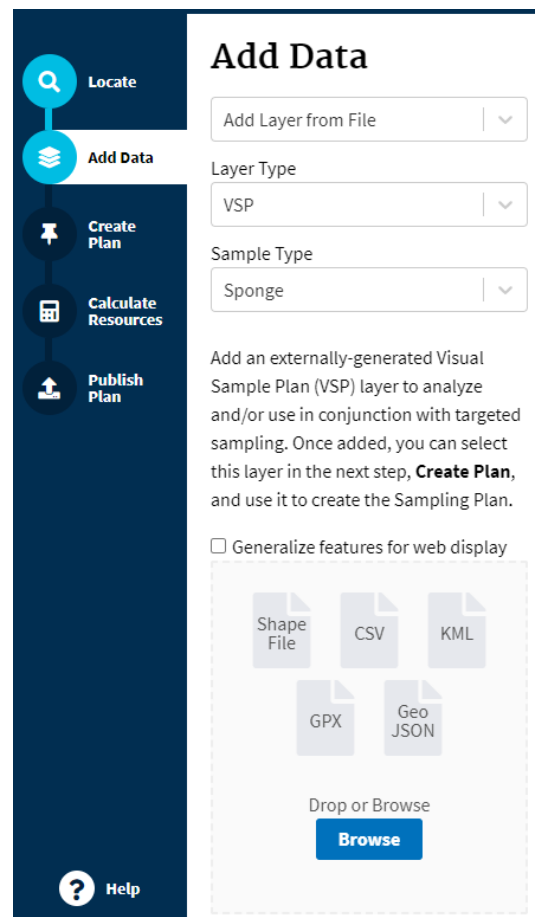 Locate
Add Data
Create
Plan
Calculate
Resources
Publish
Plan
? Help
Add Data
Add Layer from File
Layer Type
VSP
Sample Type
Sponge
Add an externally-generated Visual
Sample Plan (VSP) layer to analyze
and/or use in conjunction with targeted
sampling. Once added, you can select
this layer in the next step, Create Plan,
and use it to create the Sampling Plan.
Generalize features for web display
Shape
File
CSV
KML
GPX
Geo
JSON
Drop or Browse
Browse